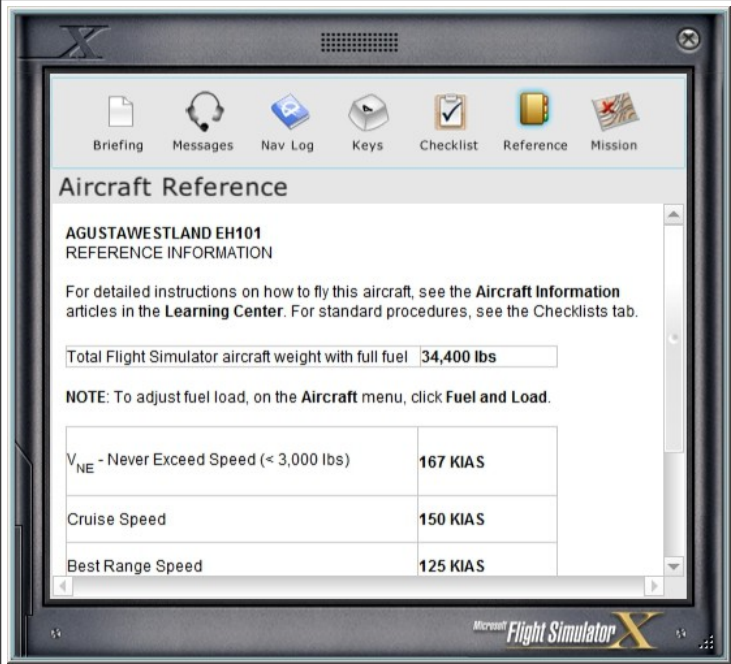 X
Briefing Messages Nav Log Keys Checklist Reference Mission
Aircraft Reference
AGUSTAWESTLAND EH101
REFERENCE INFORMATION
For detailed instructions on how to fly this aircraft, see the Aircraft Information
articles in the Learning Center. For standard procedures, see the Checklists tab.
Total Flight Simulator aircraft weight with full fuel 34,400 lbs
NOTE: To adjust fuel load, on the Aircraft menu, click Fuel and Load.
VNE - Never Exceed Speed (< 3,000 lbs) 167 KIAS
Cruise Speed 150 KIAS
Best Range Speed 125 KIAS
Microsoft Flight Simulator X